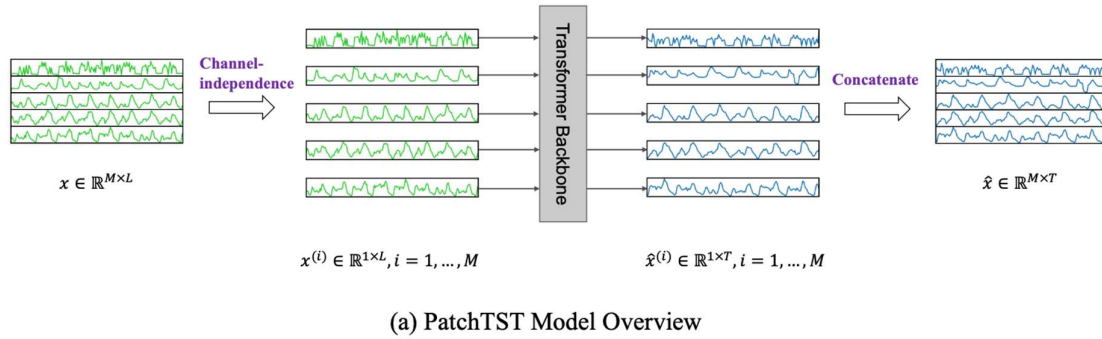 Channel-
independence
Transformer Backbone
Concatenate
x ∈ ℝ^{M×L}
x^{(i)} ∈ ℝ^{1×L}, i = 1, ..., M
x̂^{(i)} ∈ ℝ^{1×T}, i = 1, ..., M
x̂ ∈ ℝ^{M×T}
(a) PatchTST Model Overview